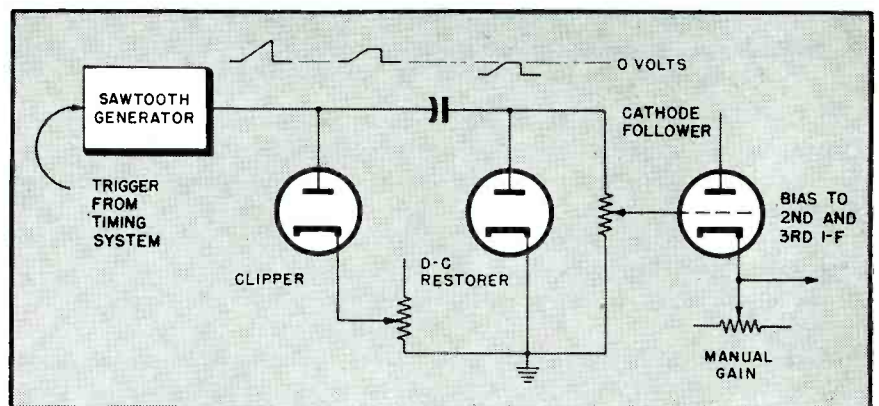 0 VOLTS
SAWTOOTH
GENERATOR
CATHODE
FOLLOWER
TRIGGER
FROM
TIMING
SYSTEM
BIAS TO
2ND AND
3RD I-F
CLIPPER
D-C
RESTORER
MANUAL
GAIN